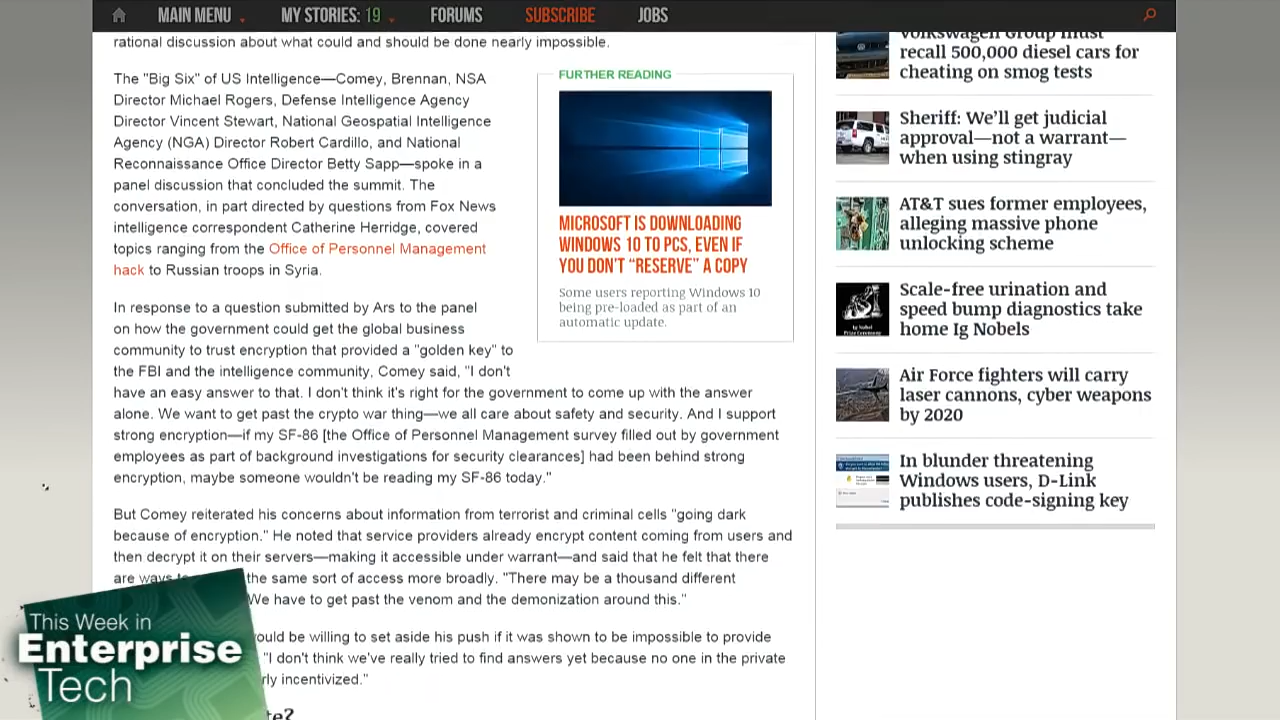 MAIN MENU
MY STORIES: 19
FORUMS
SUBSCRIBE
JOBS
rational discussion about what could and should be done nearly impossible.
The "Big Six" of US Intelligence—Comey, Brennan, NSA
Director Michael Rogers, Defense Intelligence Agency
Director Vincent Stewart, National Geospatial Intelligence
Agency (NGA) Director Robert Cardillo, and National
Reconnaissance Office Director Betty Sapp—spoke in a
panel discussion that concluded the summit. The
conversation, in part directed by questions from Fox News
intelligence correspondent Catherine Herridge, covered
topics ranging from the Office of Personnel Management
hack to Russian troops in Syria.
FURTHER READING
MICROSOFT IS DOWNLOADING
WINDOWS 10 TO PCS, EVEN IF
YOU DON'T “RESERVE” A COPY
Some users reporting Windows 10
being pre-loaded as part of an
automatic update.
In response to a question submitted by Ars to the panel
on how the government could get the global business
community to trust encryption that provided a "golden key" to
the FBI and the intelligence community, Comey said, "I don't
have an easy answer to that. I don't think it's right for the government to come up with the answer
alone. We want to get past the crypto war thing—we all care about safety and security. And I support
strong encryption—if my SF-86 [the Office of Personnel Management survey filled out by government
employees as part of background investigations for security clearances] had been behind strong
encryption, maybe someone wouldn't be reading my SF-86 today."
But Comey reiterated his concerns about information from terrorist and criminal cells "going dark
because of encryption." He noted that service providers already encrypt content coming from users and
then decrypt it on their servers—making it accessible under warrant—and said that he felt that there
are ways the same sort of access more broadly. "There may be a thousand different
We have to get past the venom and the demonization around this."
ould be willing to set aside his push if it was shown to be impossible to provide
"I don't think we've really tried to find answers yet because no one in the private
rly incentivized."
te?
Volkswagen Group must
recall 500,000 diesel cars for
cheating on smog tests
Sheriff: We’ll get judicial
approval—not a warrant—
when using stingray
AT&T sues former employees,
alleging massive phone
unlocking scheme
Scale-free urination and
speed bump diagnostics take
home Ig Nobels
Air Force fighters will carry
laser cannons, cyber weapons
by 2020
In blunder threatening
Windows users, D-Link
publishes code-signing key
This Week in
Enterprise
Tech